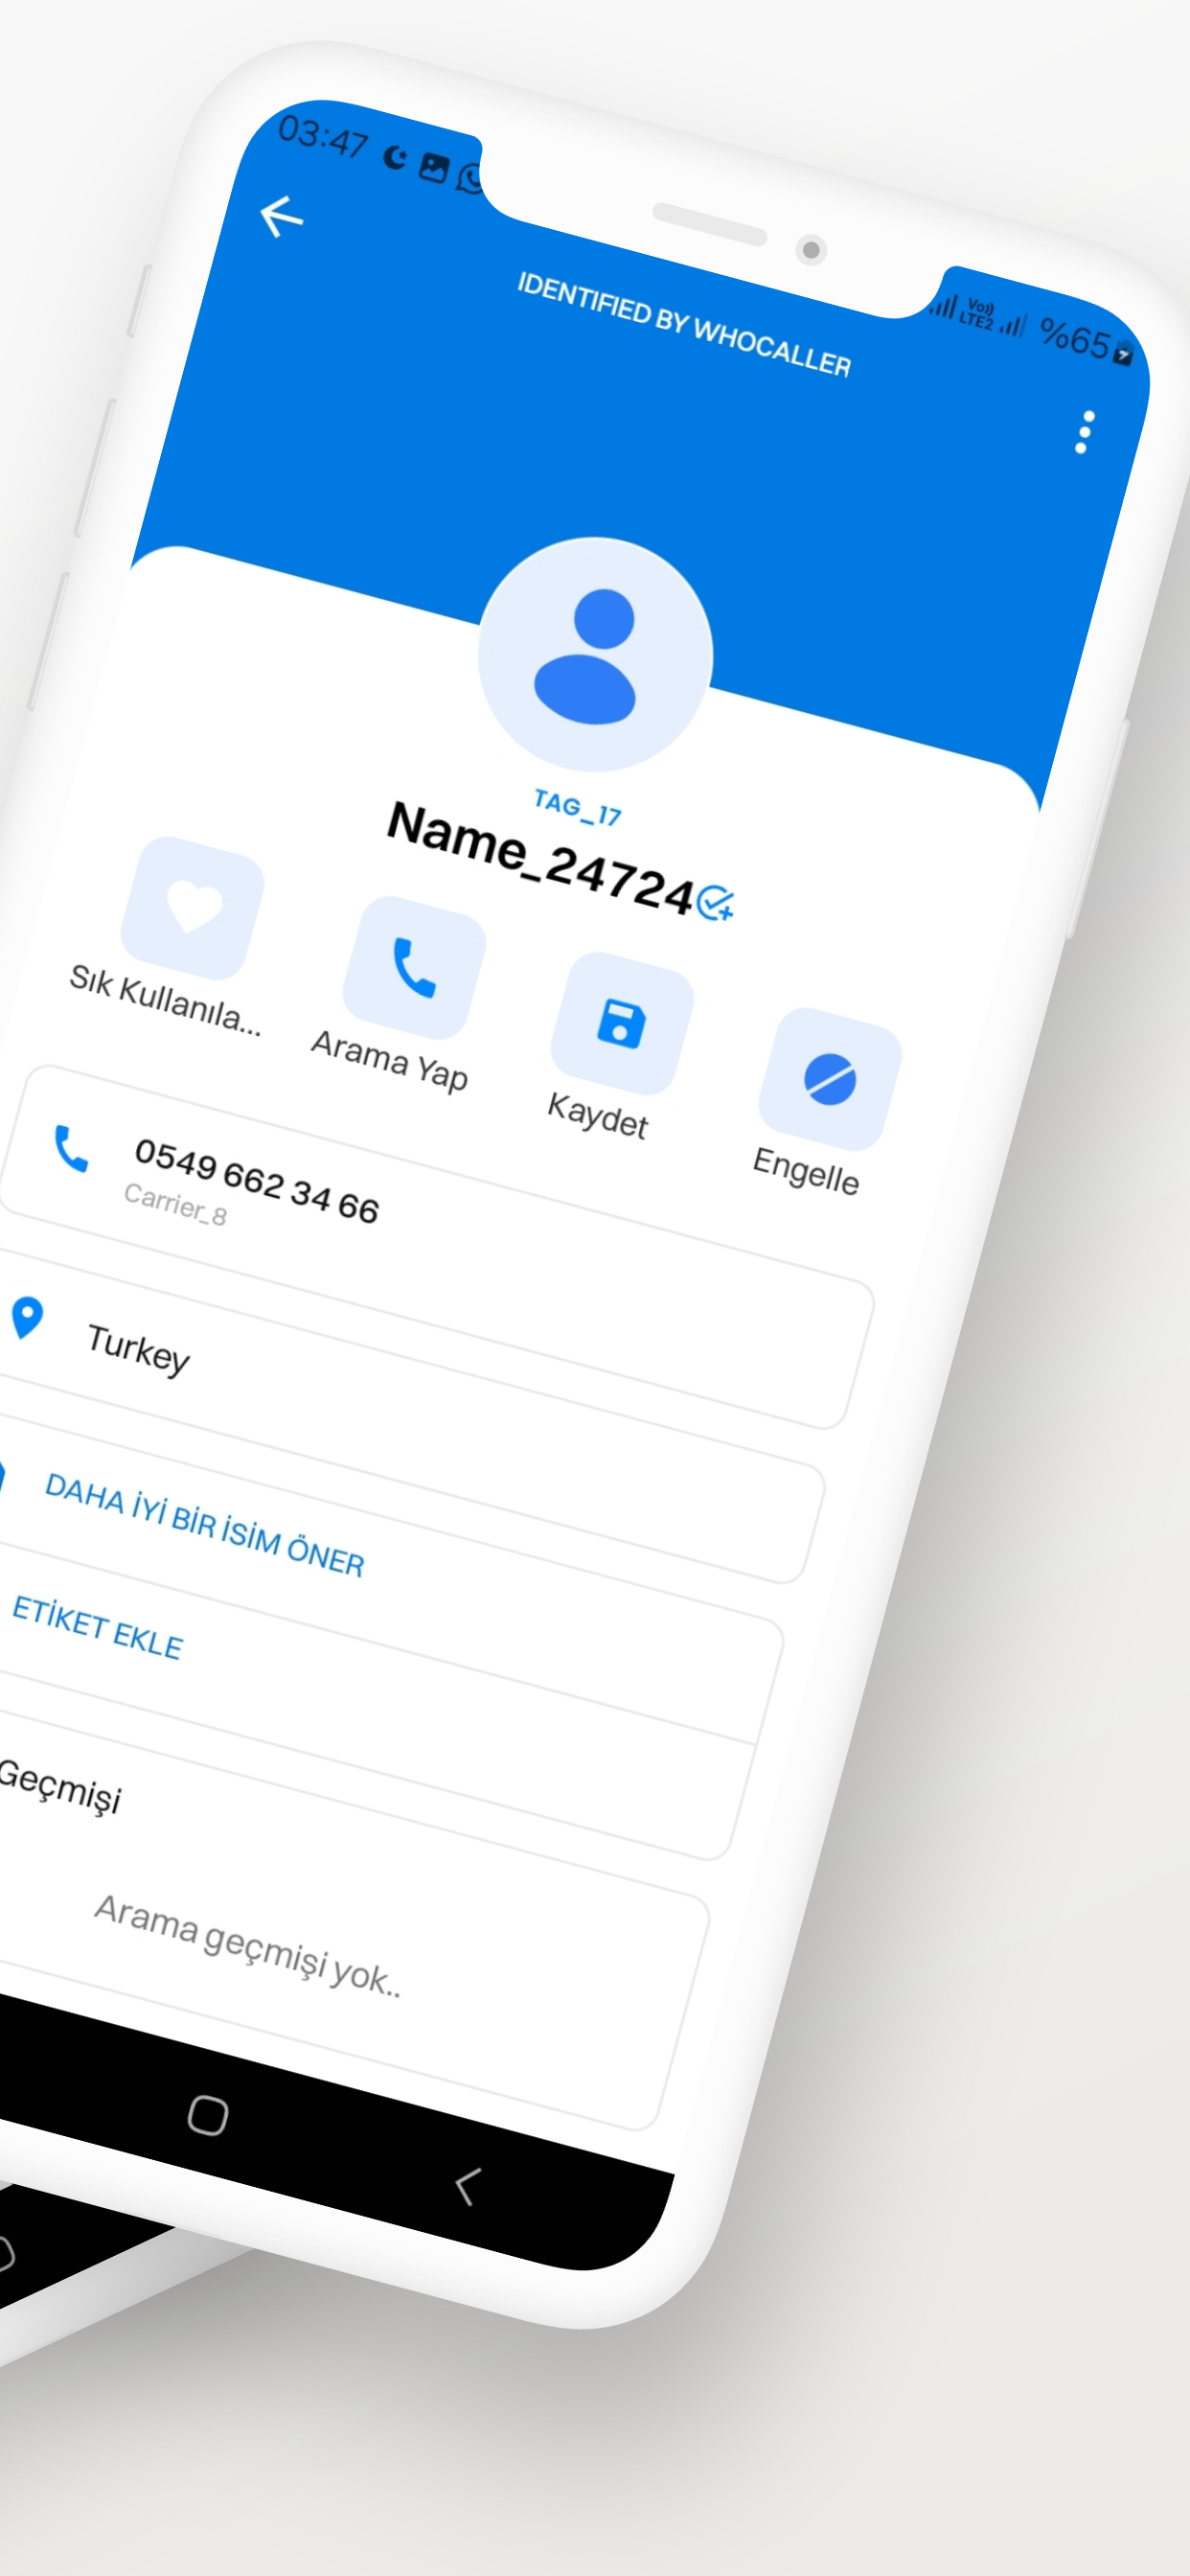 03:47
Vo))
LTE2
%65
IDENTIFIED BY WHOCALLER
TAG_17
Name_24724
Sık Kullanıla...
Arama Yap
Kaydet
Engelle
0549 662 34 66
Carrier_8
Turkey
DAHA İYİ BİR İSİM ÖNER
ETİKET EKLE
Geçmişi
Arama geçmişi yok..